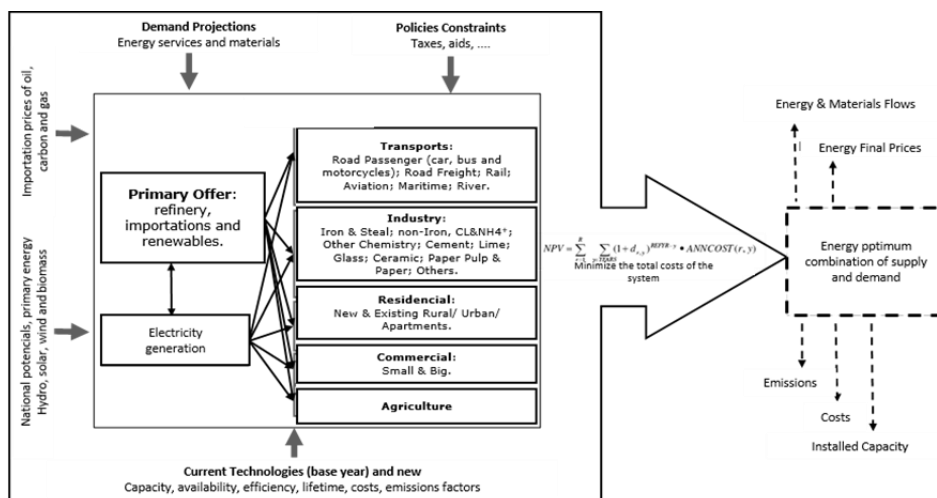 Demand Projections
Energy services and materials
Policies Constraints
Taxes, aids, ....
Importation prices of oil,
carbon and gas
National potencials, primary energy
Hydro, solar, wind and biomass
Primary Offer:
refinery,
importations and
renewables.
Electricity
generation
Transports:
Road Passenger (car, bus and
motorcycles); Road Freight; Rail;
Aviation; Maritime; River.
Industry:
Iron & Steal; non-Iron, CL&NH4⁺;
Other Chemistry; Cement; Lime;
Glass; Ceramic; Paper Pulp &
Paper; Others.
Residencial:
New & Existing Rural/ Urban/
Apartments.
Commercial:
Small & Big.
Agriculture
Current Technologies (base year) and new
Capacity, availability, efficiency, lifetime, costs, emissions factors
NPV = ∑ ∑ (1 + d_{r,y})^{REFYR-y} • ANNCOST(r, y)
Minimize the total costs of the
system
Energy & Materials Flows
Energy Final Prices
Energy pptimum
combination of supply
and demand
Emissions
Costs
Installed Capacity